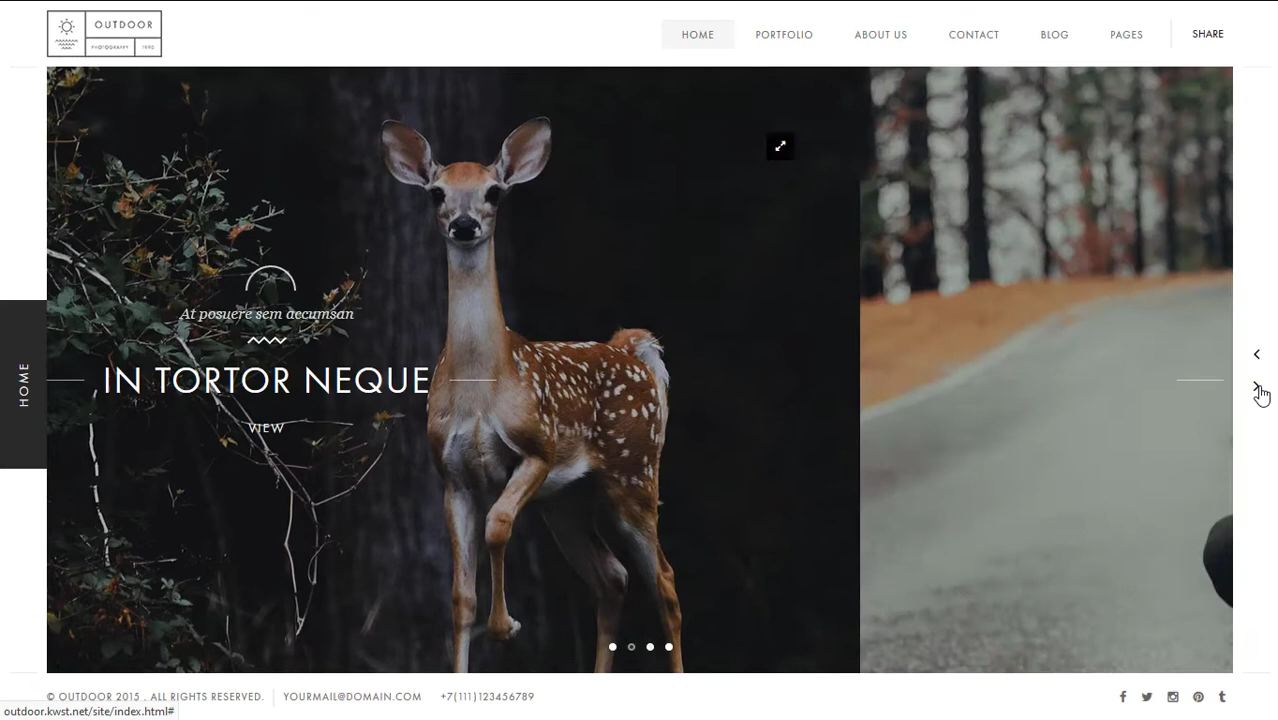 OUTDOOR
PHOTOGRAPHY 1990
HOME PORTFOLIO ABOUT US CONTACT BLOG PAGES SHARE
At posuere sem accumsan
IN TORTOR NEQUE
VIEW
HOME
© OUTDOOR 2015 . ALL RIGHTS RESERVED. YOURMAIL@DOMAIN.COM +7(111)123456789
outdoor.kwst.net/site/index.html#